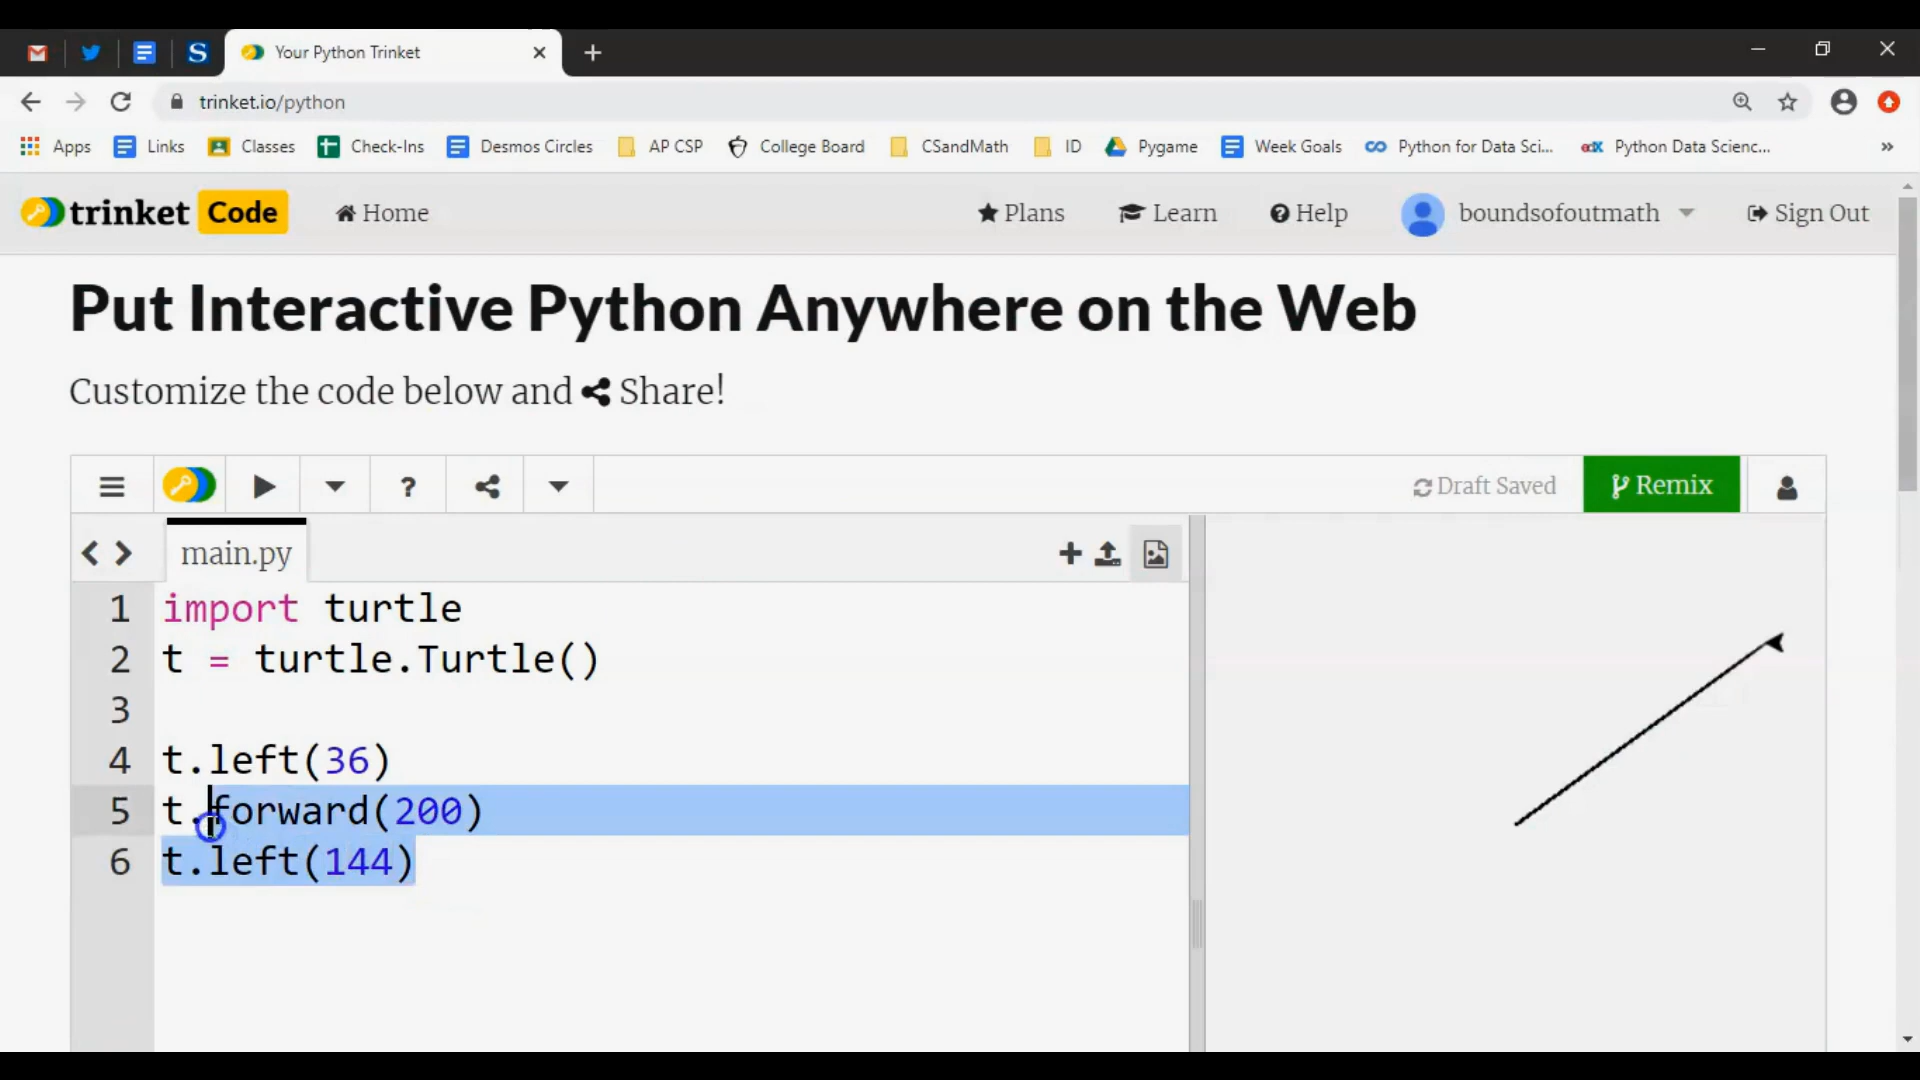 Your Python Trinket
trinket.io/python
Apps Links Classes Check-Ins Desmos Circles AP CSP College Board CSandMath ID Pygame Week Goals Python for Data Sci... edX Python Data Scienc... »
trinket Code Home Plans Learn Help boundsofoutmath Sign Out
Put Interactive Python Anywhere on the Web
Customize the code below and Share!
? Draft Saved Remix
main.py
1 import turtle
2 t = turtle.Turtle()
3
4 t.left(36)
5 t.forward(200)
6 t.left(144)